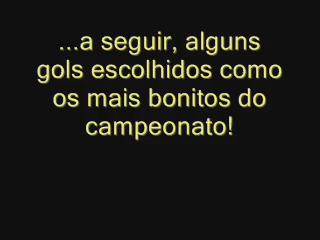 ...a seguir, alguns
gols escolhidos como
os mais bonitos do
campeonato!